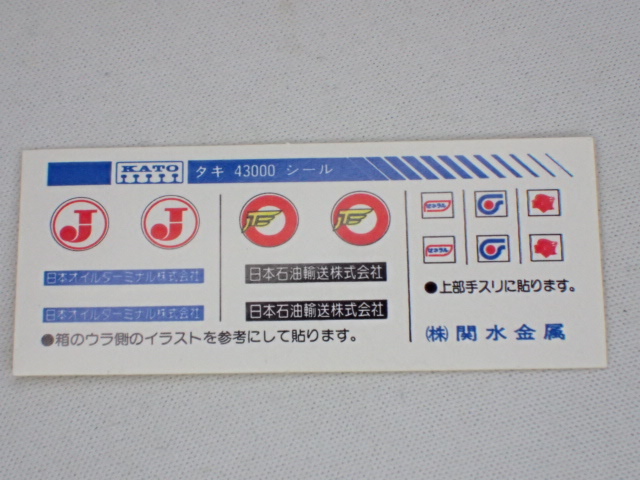 KATO タキ 43000 シール
J J JTS JTS
日本オイルターミナル株式会社 日本石油輸送株式会社
日本オイルターミナル株式会社 日本石油輸送株式会社
●箱のウラ側のイラストを参考にして貼ります。
●上部手スリに貼ります。
㈱ 関水金属